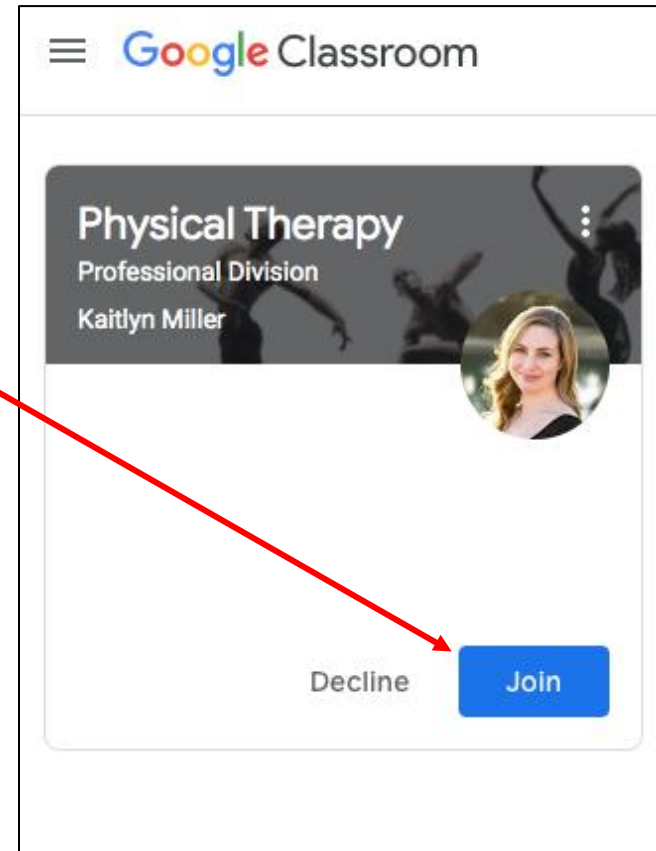 Google Classroom
Physical Therapy
Professional Division
Kaitlyn Miller
Decline Join